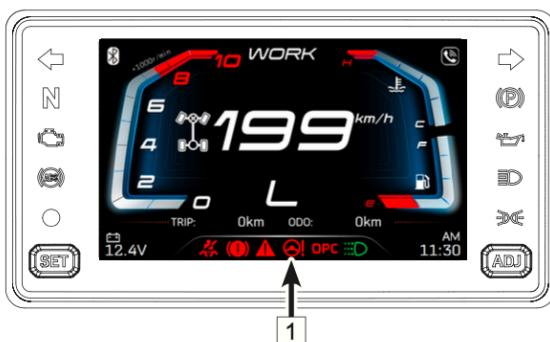 ×1000r/min
10
WORK
H
8
6
199 km/h
C
4
F
2
L
0
E
TRIP: 0km ODO: 0km
N
(P)
ABS
12.4V
OPC
AM
11:30
SET
ADJ
1